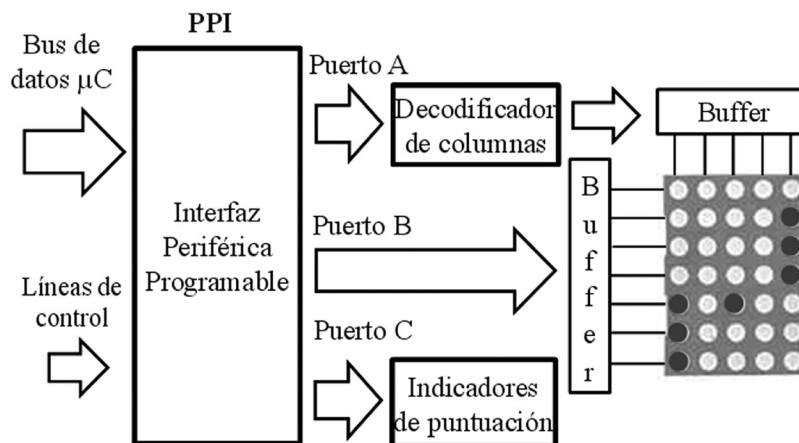 PPI
Bus de
datos µC
Líneas de
control
Interfaz
Periférica
Programable
Puerto A
Decodificador
de columnas
Buffer
Puerto B
B
u
f
f
e
r
Puerto C
Indicadores
de puntuación